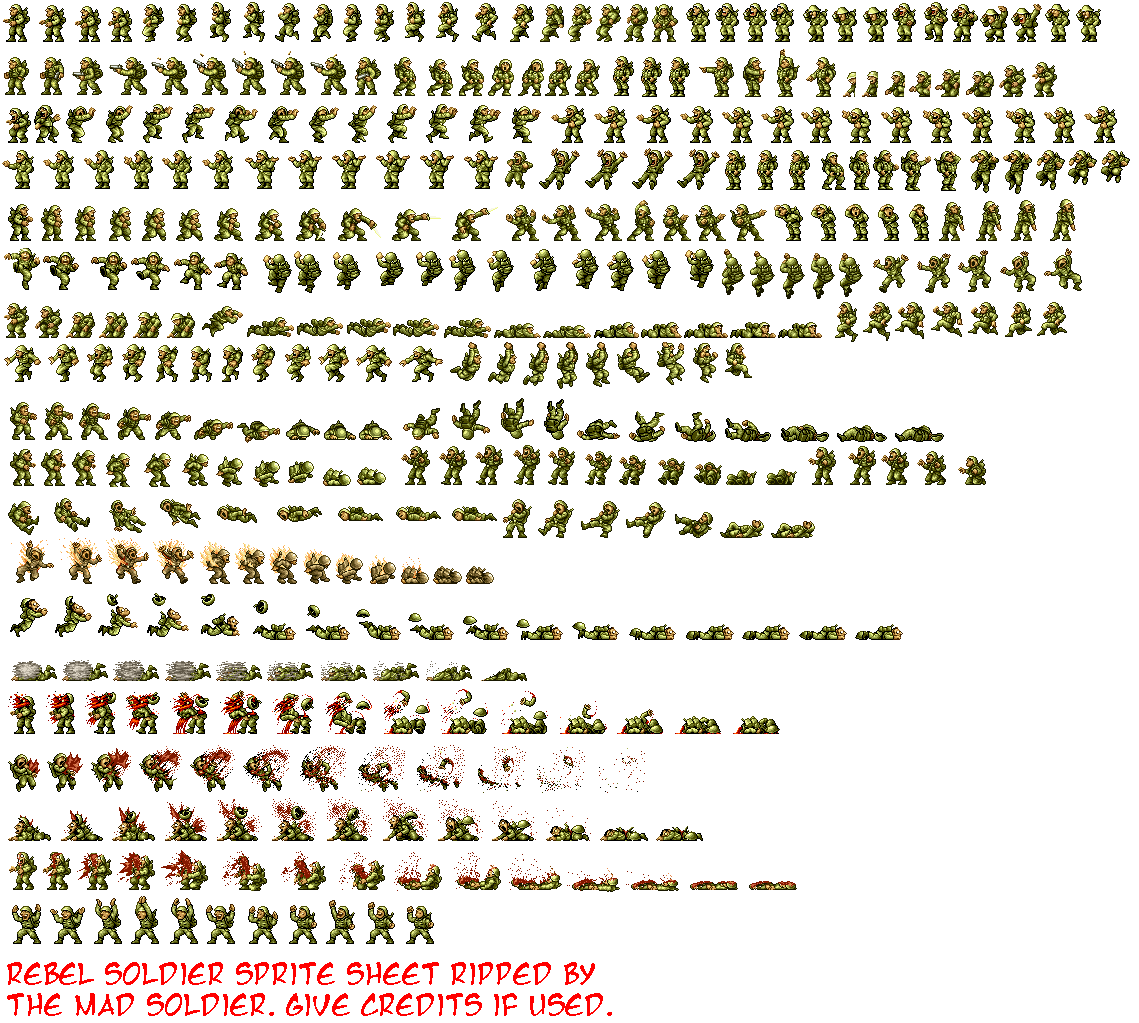 REBEL SOLDIER SPRITE SHEET RIPPED BY
THE MAD SOLDIER. GIVE CREDITS IF USED.